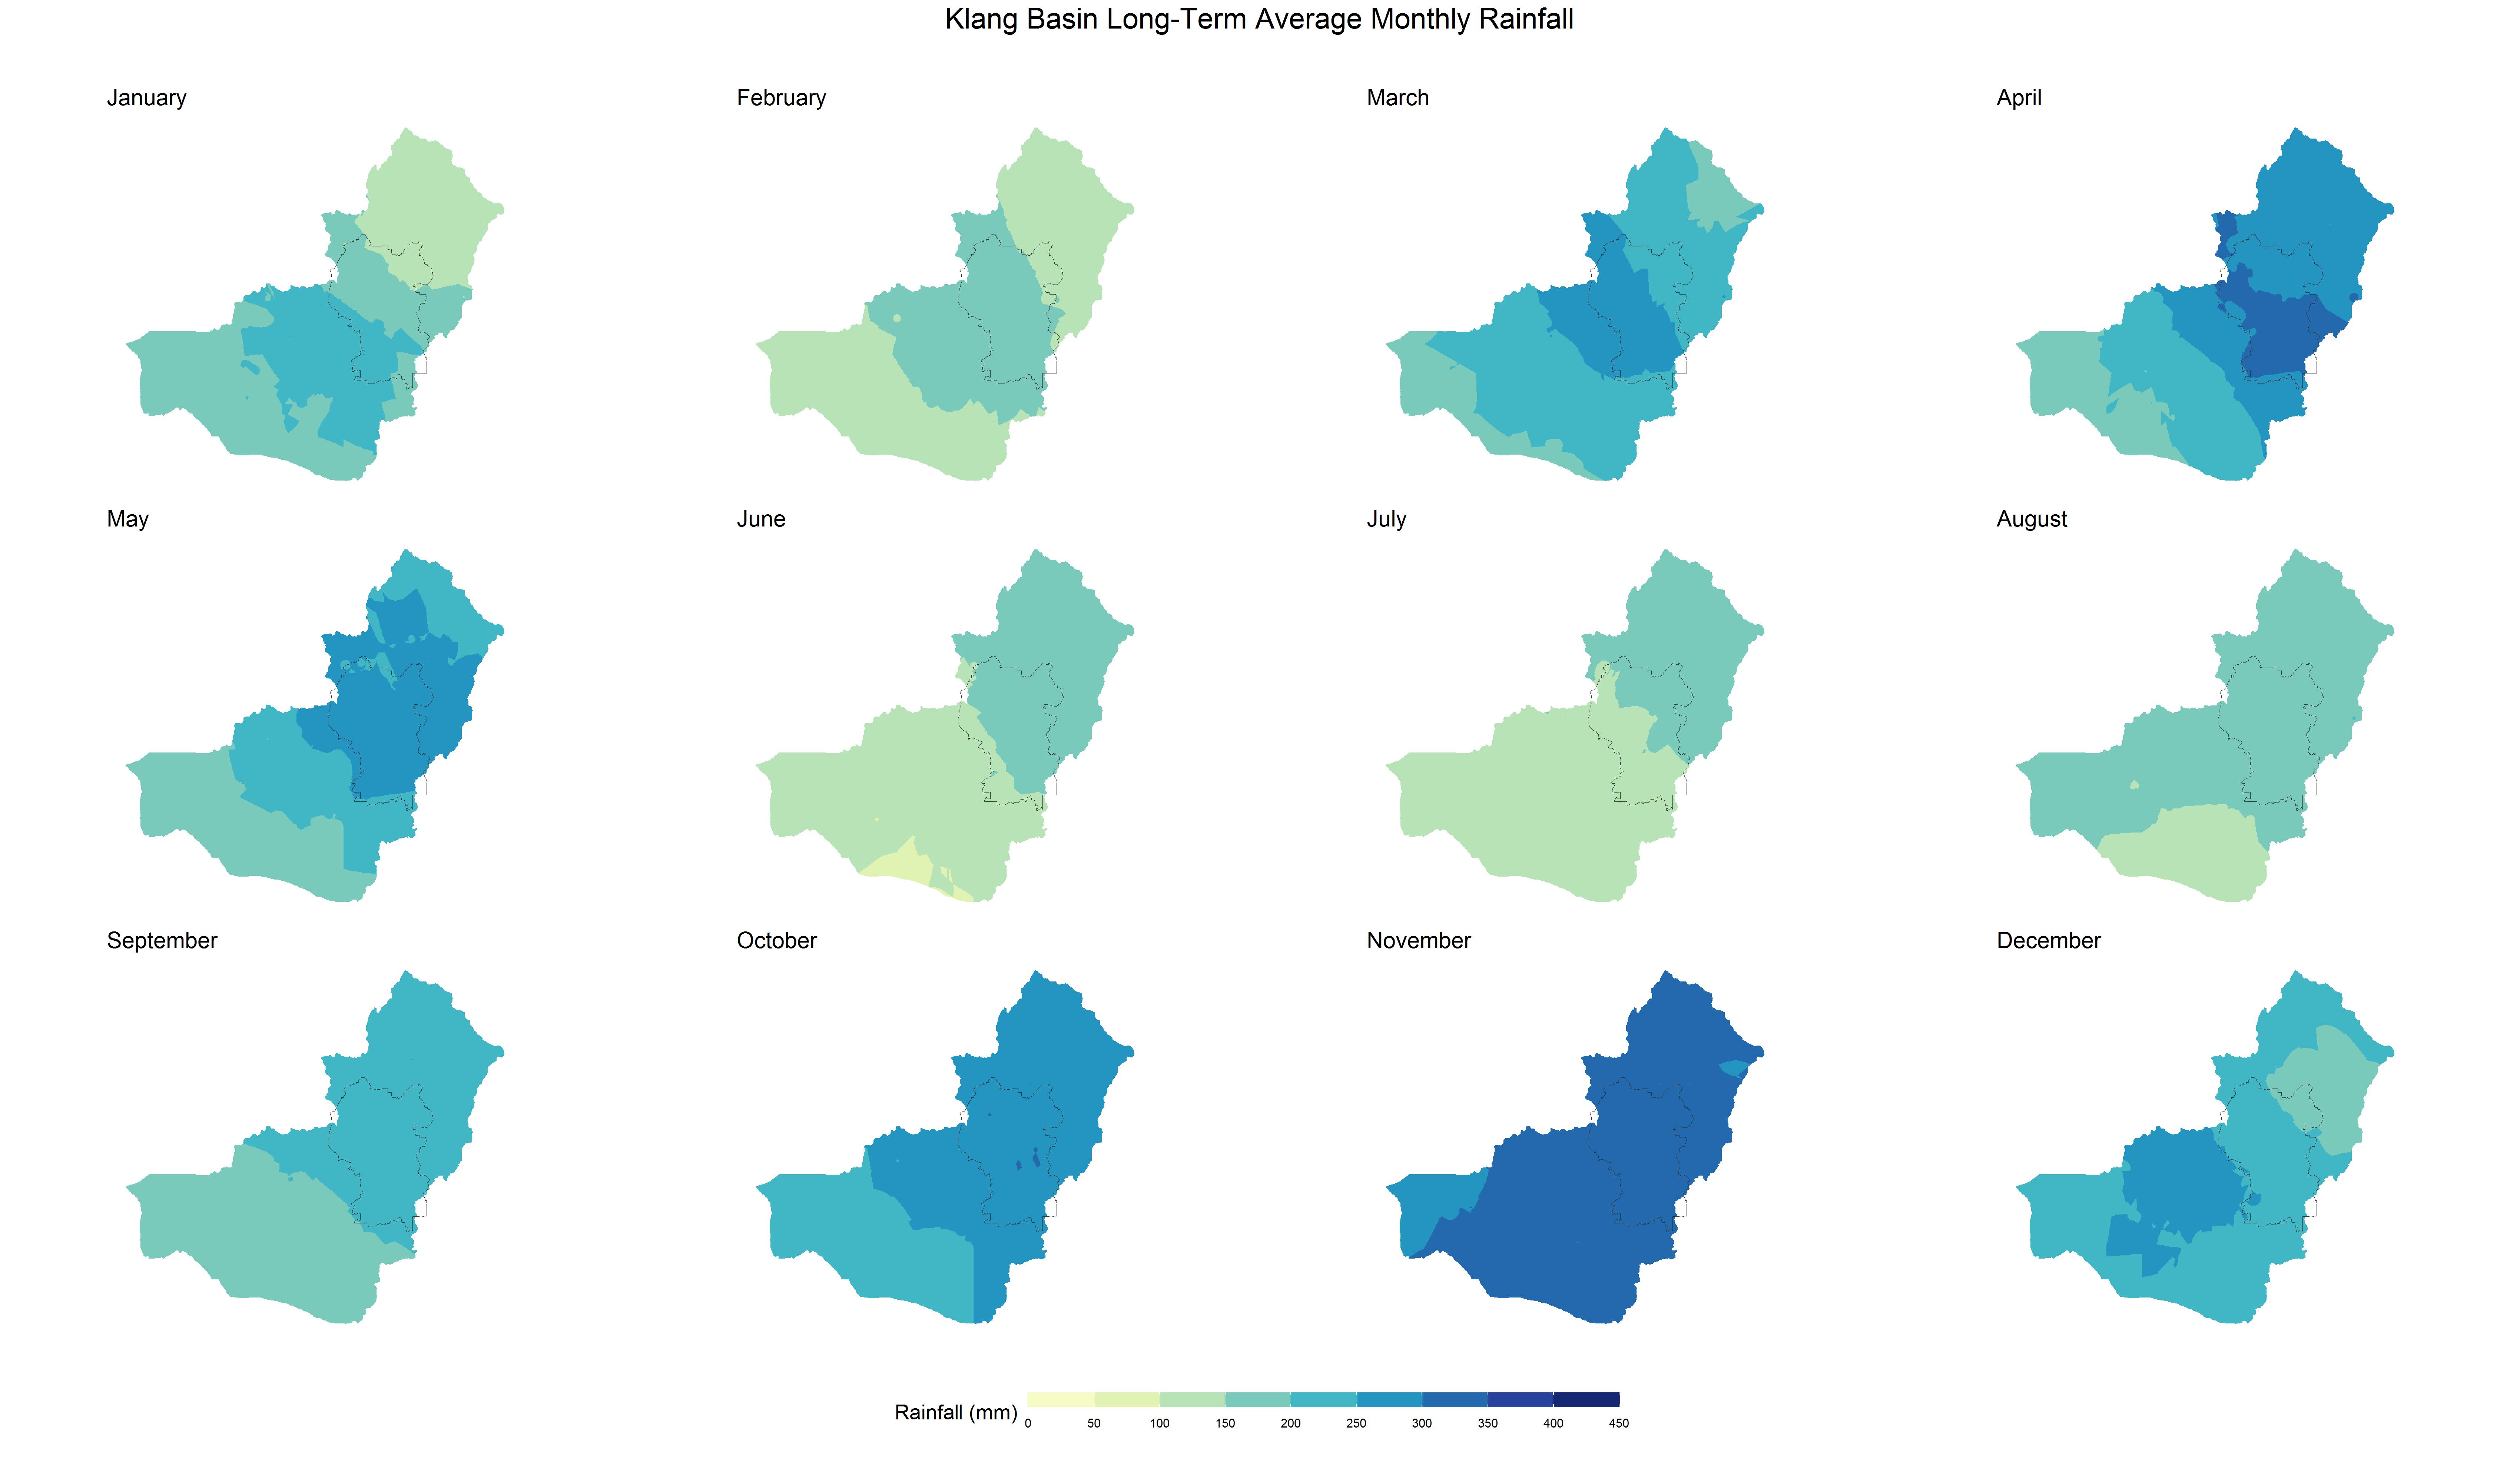 Klang Basin Long-Term Average Monthly Rainfall
January
February
March
April
May
June
July
August
September
October
November
December
Rainfall (mm)
0 50 100 150 200 250 300 350 400 450